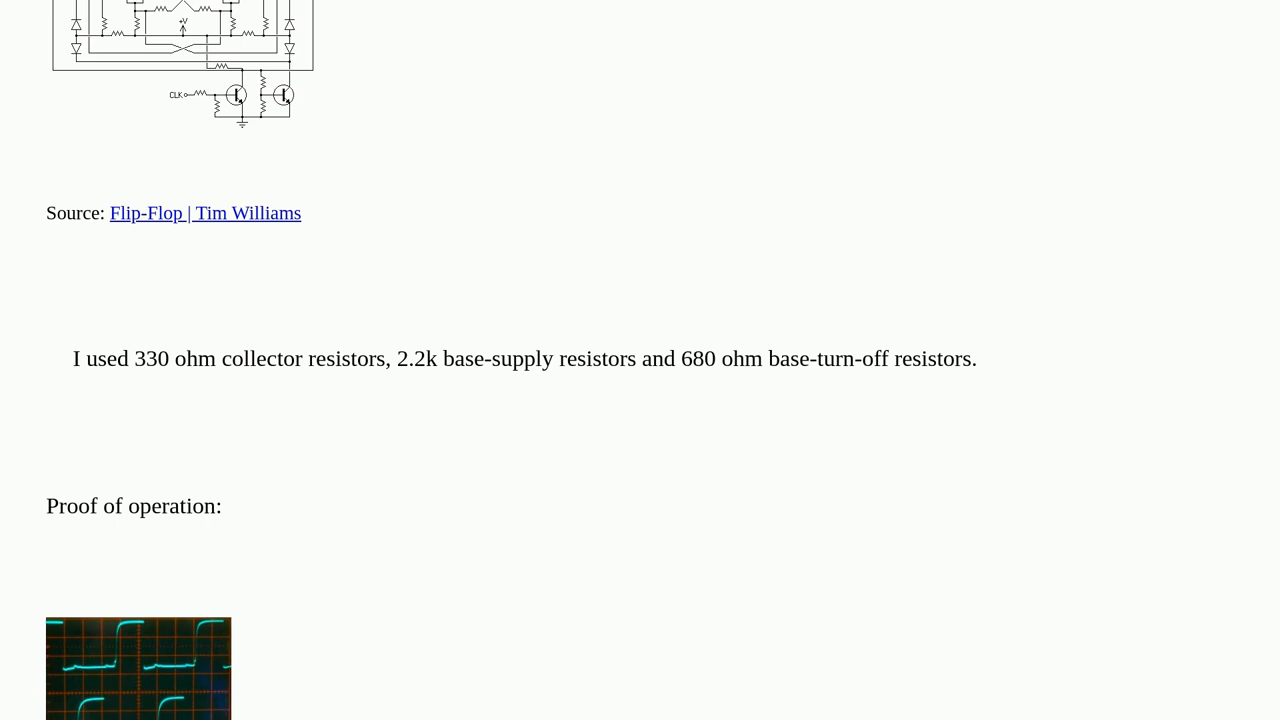 +V
CLK
Source: Flip-Flop | Tim Williams
I used 330 ohm collector resistors, 2.2k base-supply resistors and 680 ohm base-turn-off resistors.
Proof of operation: